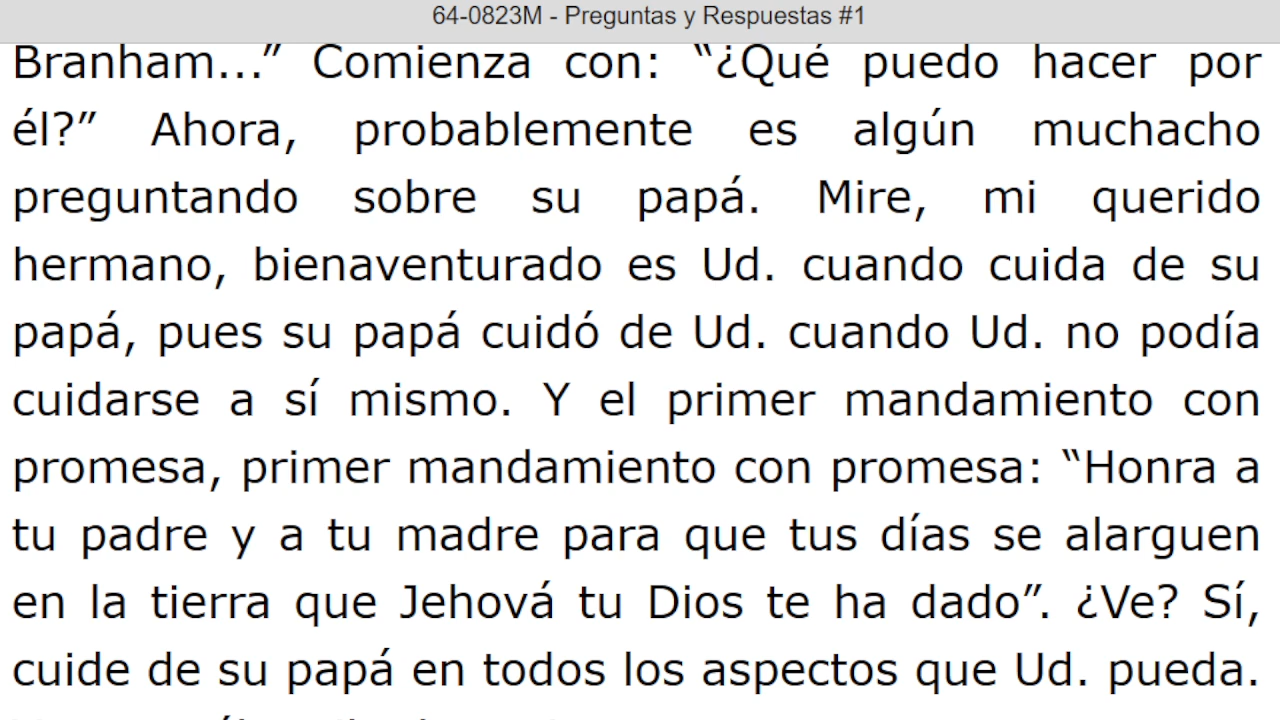 64-0823M - Preguntas y Respuestas #1
Branham...” Comienza con: “¿Qué puedo hacer por
él?” Ahora, probablemente es algún muchacho
preguntando sobre su papá. Mire, mi querido
hermano, bienaventurado es Ud. cuando cuida de su
papá, pues su papá cuidó de Ud. cuando Ud. no podía
cuidarse a sí mismo. Y el primer mandamiento con
promesa, primer mandamiento con promesa: “Honra a
tu padre y a tu madre para que tus días se alarguen
en la tierra que Jehová tu Dios te ha dado”. ¿Ve? Sí,
cuide de su papá en todos los aspectos que Ud. pueda.